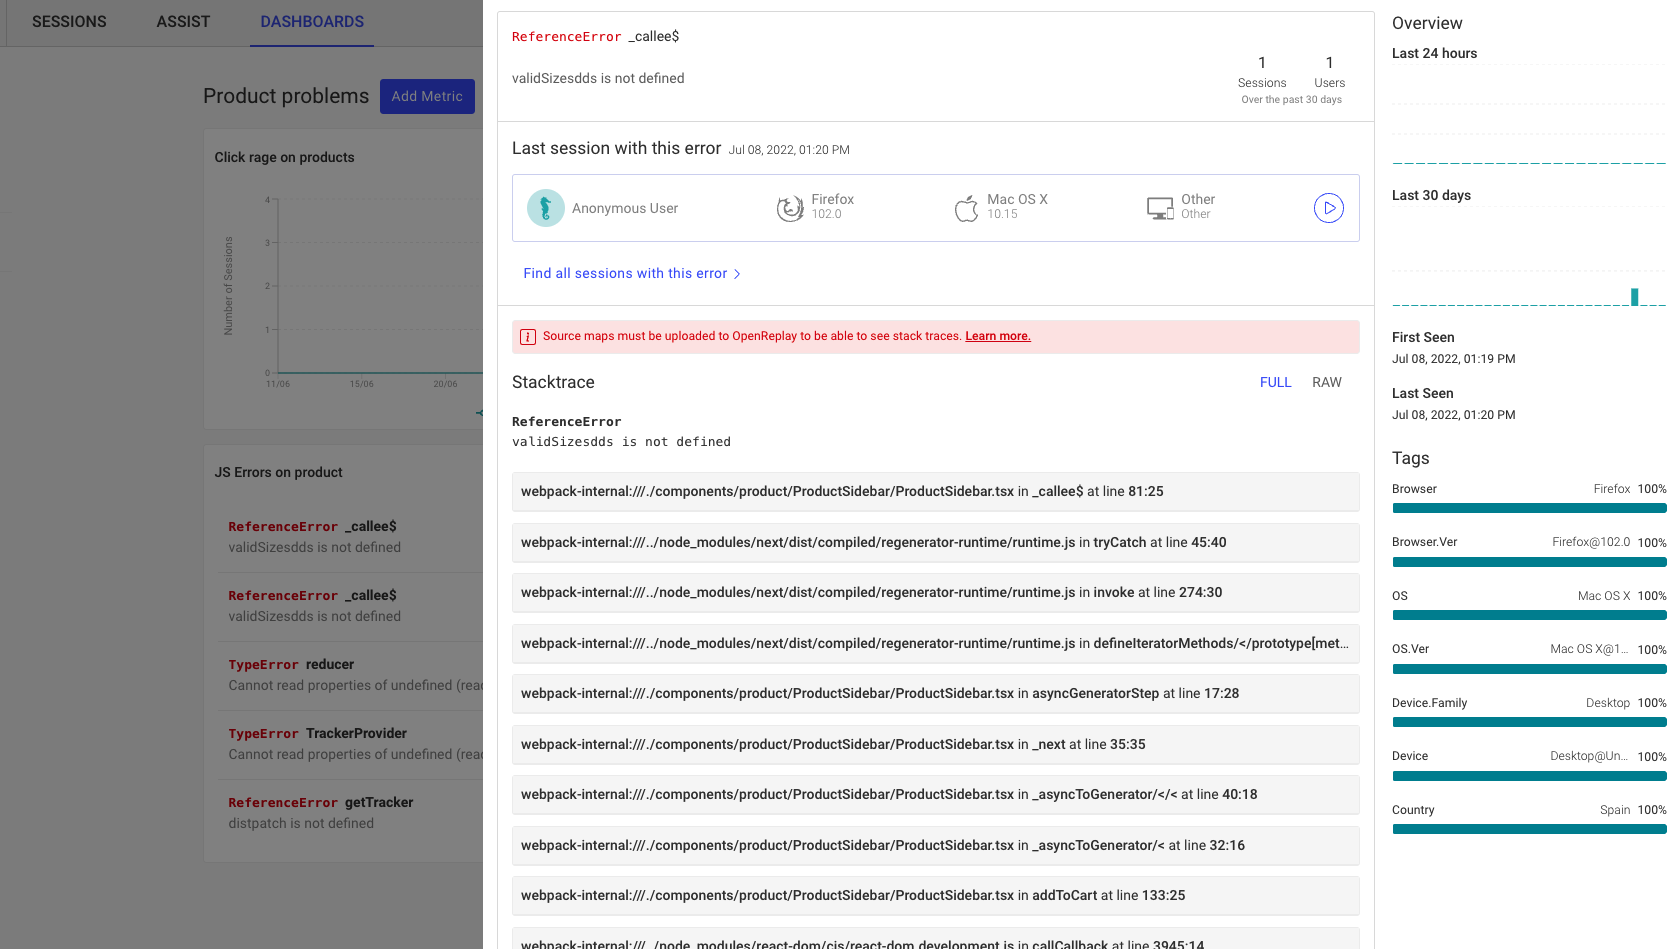 SESSIONS ASSIST DASHBOARDS
Product problems Add Metric
Click rage on products
Number of Sessions
4
3
2
1
0
11/06 15/06 20/06
JS Errors on product
ReferenceError _callee$
validSizesdds is not defined
ReferenceError _callee$
validSizesdds is not defined
TypeError reducer
Cannot read properties of undefined (read
TypeError TrackerProvider
Cannot read properties of undefined (read
ReferenceError getTracker
distpatch is not defined
ReferenceError _callee$
validSizesdds is not defined
1 1
Sessions Users
Over the past 30 days
Last session with this error Jul 08, 2022, 01:20 PM
Anonymous User
Firefox
102.0
Mac OS X
10.15
Other
Other
Find all sessions with this error
Source maps must be uploaded to OpenReplay to be able to see stack traces. Learn more.
Stacktrace FULL RAW
ReferenceError
validSizesdds is not defined
webpack-internal:///./components/product/ProductSidebar/ProductSidebar.tsx in _callee$ at line 81:25
webpack-internal:///../node_modules/next/dist/compiled/regenerator-runtime/runtime.js in tryCatch at line 45:40
webpack-internal:///../node_modules/next/dist/compiled/regenerator-runtime/runtime.js in invoke at line 274:30
webpack-internal:///../node_modules/next/dist/compiled/regenerator-runtime/runtime.js in defineIteratorMethods/</prototype[met...
webpack-internal:///./components/product/ProductSidebar/ProductSidebar.tsx in asyncGeneratorStep at line 17:28
webpack-internal:///./components/product/ProductSidebar/ProductSidebar.tsx in _next at line 35:35
webpack-internal:///./components/product/ProductSidebar/ProductSidebar.tsx in _asyncToGenerator/</< at line 40:18
webpack-internal:///./components/product/ProductSidebar/ProductSidebar.tsx in _asyncToGenerator/< at line 32:16
webpack-internal:///./components/product/ProductSidebar/ProductSidebar.tsx in addToCart at line 133:25
webpack-internal:///../node_modules/react-dom/cjs/react-dom.development.js in callCallback at line 3945:14
Overview
Last 24 hours
Last 30 days
First Seen
Jul 08, 2022, 01:19 PM
Last Seen
Jul 08, 2022, 01:20 PM
Tags
Browser Firefox 100%
Browser.Ver Firefox@102.0 100%
OS Mac OS X 100%
OS.Ver Mac OS X@1... 100%
Device.Family Desktop 100%
Device Desktop@Un... 100%
Country Spain 100%